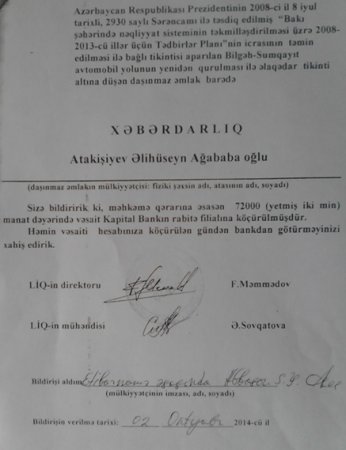 Azərbaycan Respuplikası Prezidentinin 2008-ci il 8 iyul
tarixli, 2930 saylı Sərəncamı ilə təsdiq edilmiş "Bakı
şəhərində nəqliyyat sisteminin təkmilləşdirilməsi üzrə 2008-
2013-cü illər üçün Tədbirlər Planı"nin icrasının təmin
edilməsi ilə bağlı tikintisi aparılan Bilgəh-Sumqayıt
avtomobil yolunun yenidən qurulması ilə əlaqədar tikinti
altına düşən daşınmaz əmlak barədə
XƏBƏRDARLIQ
Atakişiyev Əlihüseyn Ağababa oğlu
(daşınmaz əmlakın mülkiyyətcisi: fiziki şəxsin adı, atasının adı, soyadı)
Sizə bildiririk ki, məhkəmə qərarına əsasən 72000 (yetmiş iki min)
manat dəyərində vəsait Kapital Bankın rabitə filialına köçürülmüşdür.
Həmin vəsaiti hesabınıza köçürülən gündən bankdan götürməyinizi
xahiş edirik.
LİQ-in direktoru F.Məmmədov
LİQ-in mühəndisi Ə.Sovqatova
Bildirişi aldım: Etibarnamə
(mülkiyyətçinin imzası, adı, soyadı)
Bildirişin verilmə tarixi: 02 Oktyabr 2014-cü il